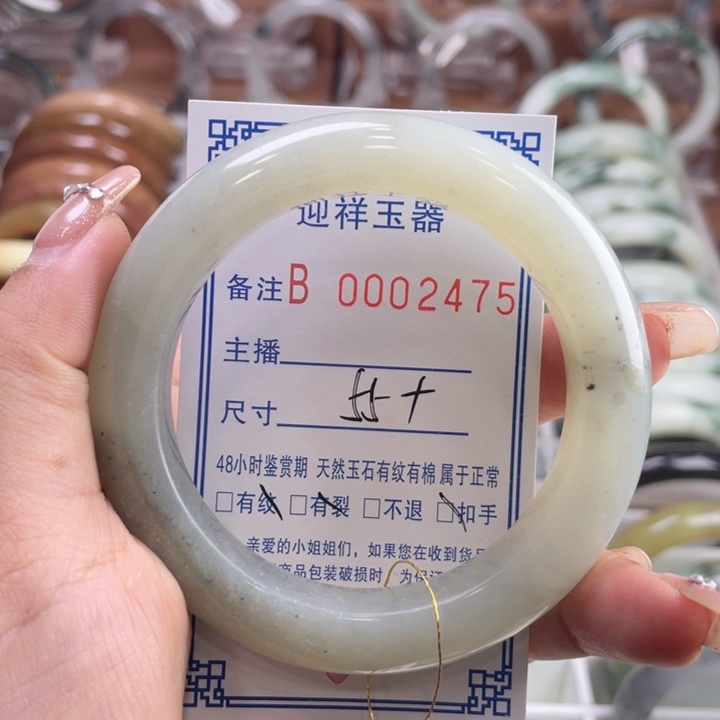 迎祥玉器
备注B 0002475
主播
尺寸 55+
48小时鉴赏期 天然玉石有纹有棉属于正常
□有纹 □有裂 □不退 □扣手
亲爱的小姐姐们，如果您在收到货
商品包装破损时，为